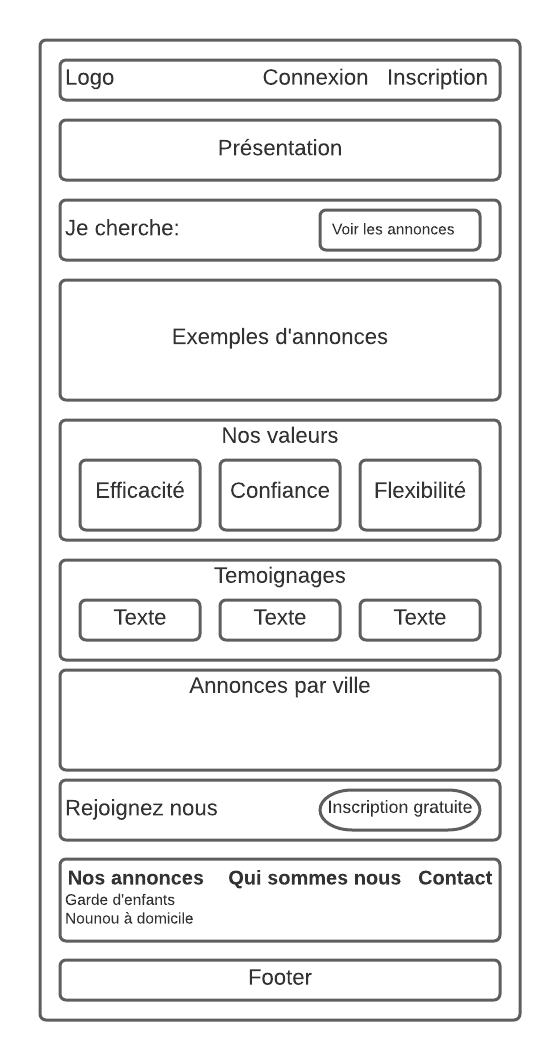 Logo Connexion Inscription
Présentation
Je cherche: Voir les annonces
Exemples d'annonces
Nos valeurs
Efficacité Confiance Flexibilité
Temoignages
Texte Texte Texte
Annonces par ville
Rejoignez nous Inscription gratuite
Nos annonces Qui sommes nous Contact
Garde d'enfants
Nounou à domicile
Footer